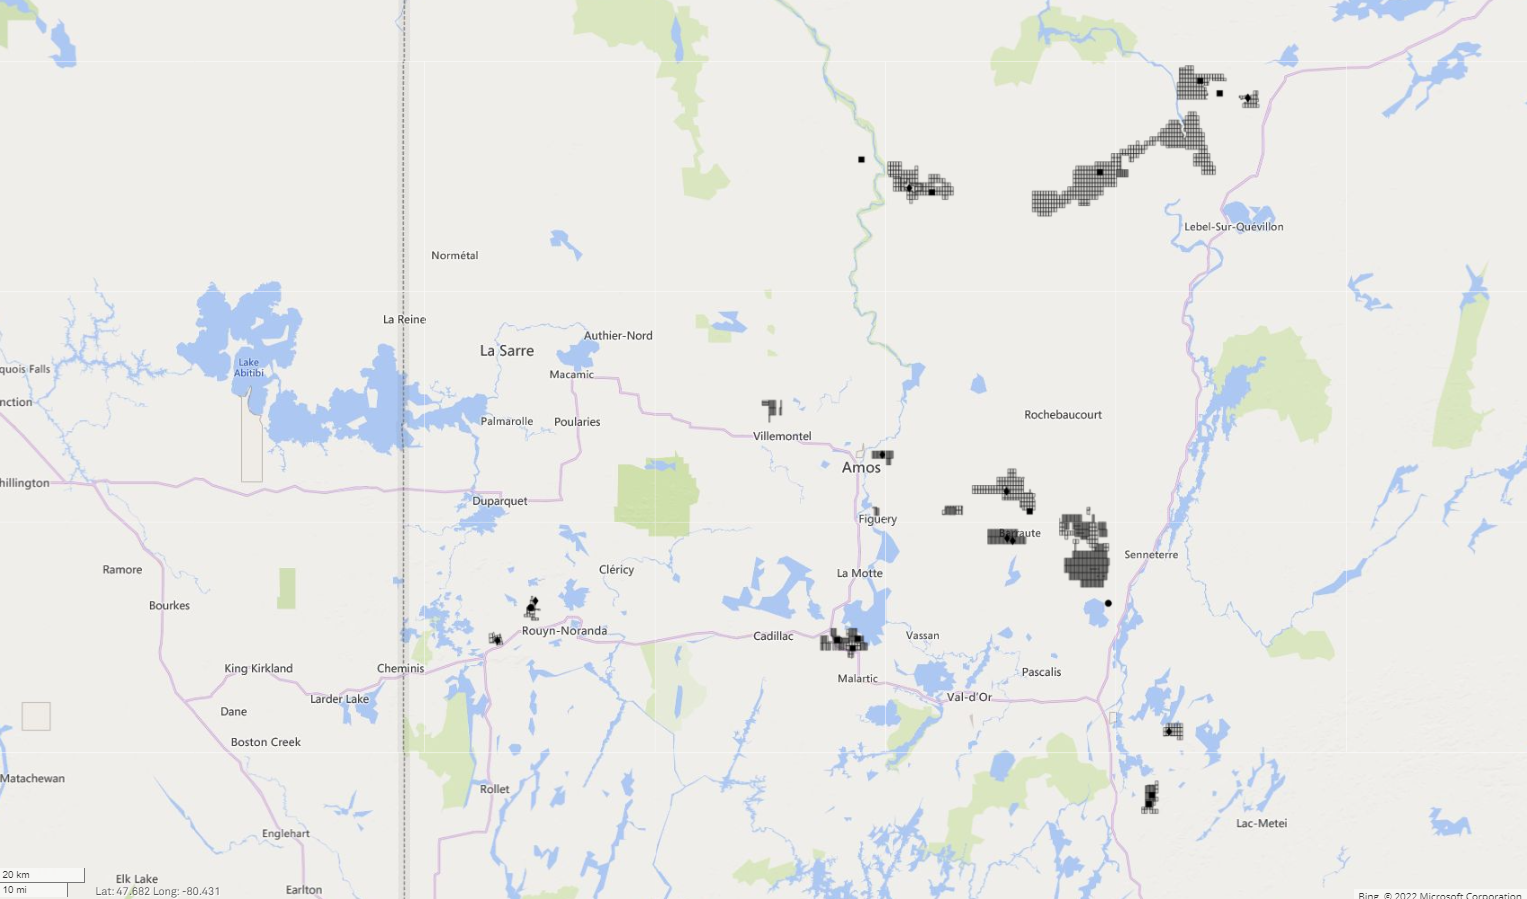 Normétal
Lebel-Sur-Quévillon
La Reine
La Sarre
Authier-Nord
Lake
Abitibi
quois Falls
Macamic
nction
Palmarolle
Poularies
Rochebaucourt
Villemontel
Amos
hillington
Duparquet
Figuery
Senneterre
Ramore
Cléricy
La Motte
Bourkes
Rouyn-Noranda
Cadillac
Vassan
King Kirkland
Cheminis
Pascalis
Malartic
Larder Lake
Val-d'Or
Dane
Boston Creek
Matachewan
Rollet
Lac-Metei
Englehart
20 km
10 mi
Elk Lake
Lat: 47.682 Long: -80.431
Earlton
Bing, © 2022 Microsoft Corporation